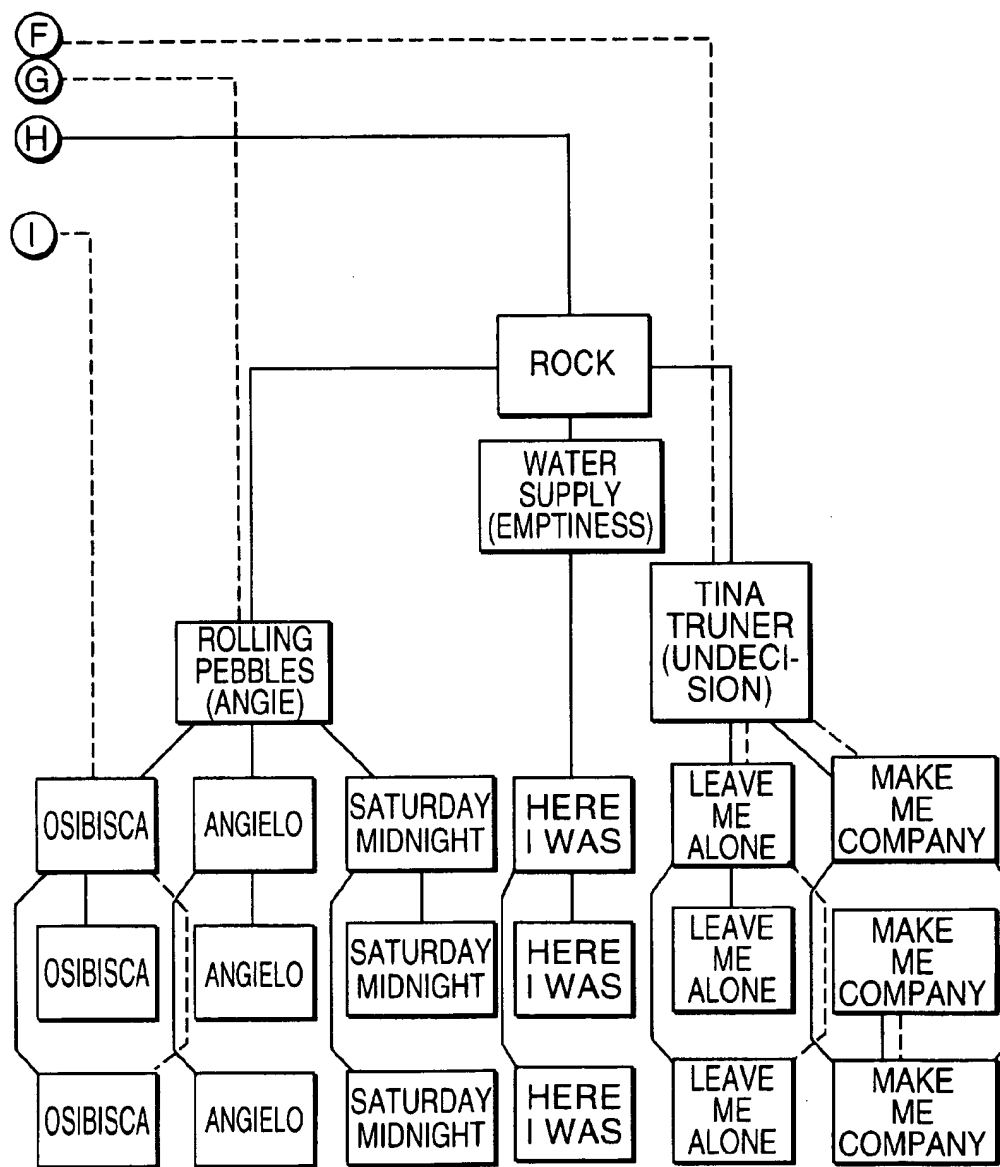 F
G
H
I
ROCK
WATER
SUPPLY
(EMPTINESS)
TINA
TRUNER
(UNDECI-
SION)
ROLLING
PEBBLES
(ANGIE)
OSIBISCA
ANGIELO
SATURDAY
MIDNIGHT
HERE
I WAS
LEAVE
ME
ALONE
MAKE
ME
COMPANY
OSIBISCA
ANGIELO
SATURDAY
MIDNIGHT
HERE
I WAS
LEAVE
ME
ALONE
MAKE
ME
COMPANY
OSIBISCA
ANGIELO
SATURDAY
MIDNIGHT
HERE
I WAS
LEAVE
ME
ALONE
MAKE
ME
COMPANY